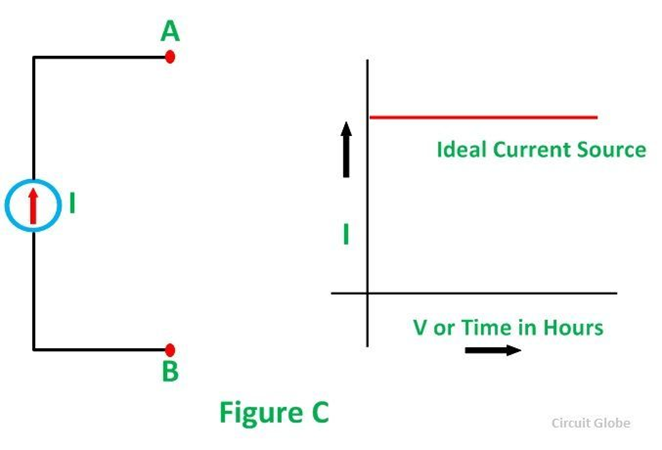 A
I
B
I
Ideal Current Source
V or Time in Hours
Figure C
Circuit Globe